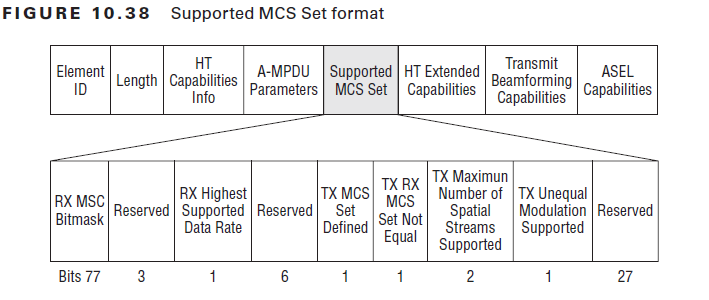 FIGURE 10.38 Supported MCS Set format
Element
ID
Length
HT
Capabilities
Info
A-MPDU
Parameters
Supported
MCS Set
HT Extended
Capabilities
Transmit
Beamforming
Capabilities
ASEL
Capabilities
RX MSC
Bitmask
Reserved
RX Highest
Supported
Data Rate
Reserved
TX MCS
Set
Defined
TX RX
MCS
Set Not
Equal
TX Maximun
Number of
Spatial
Streams
Supported
TX Unequal
Modulation
Supported
Reserved
Bits 77 3 1 6 1 1 2 1 27